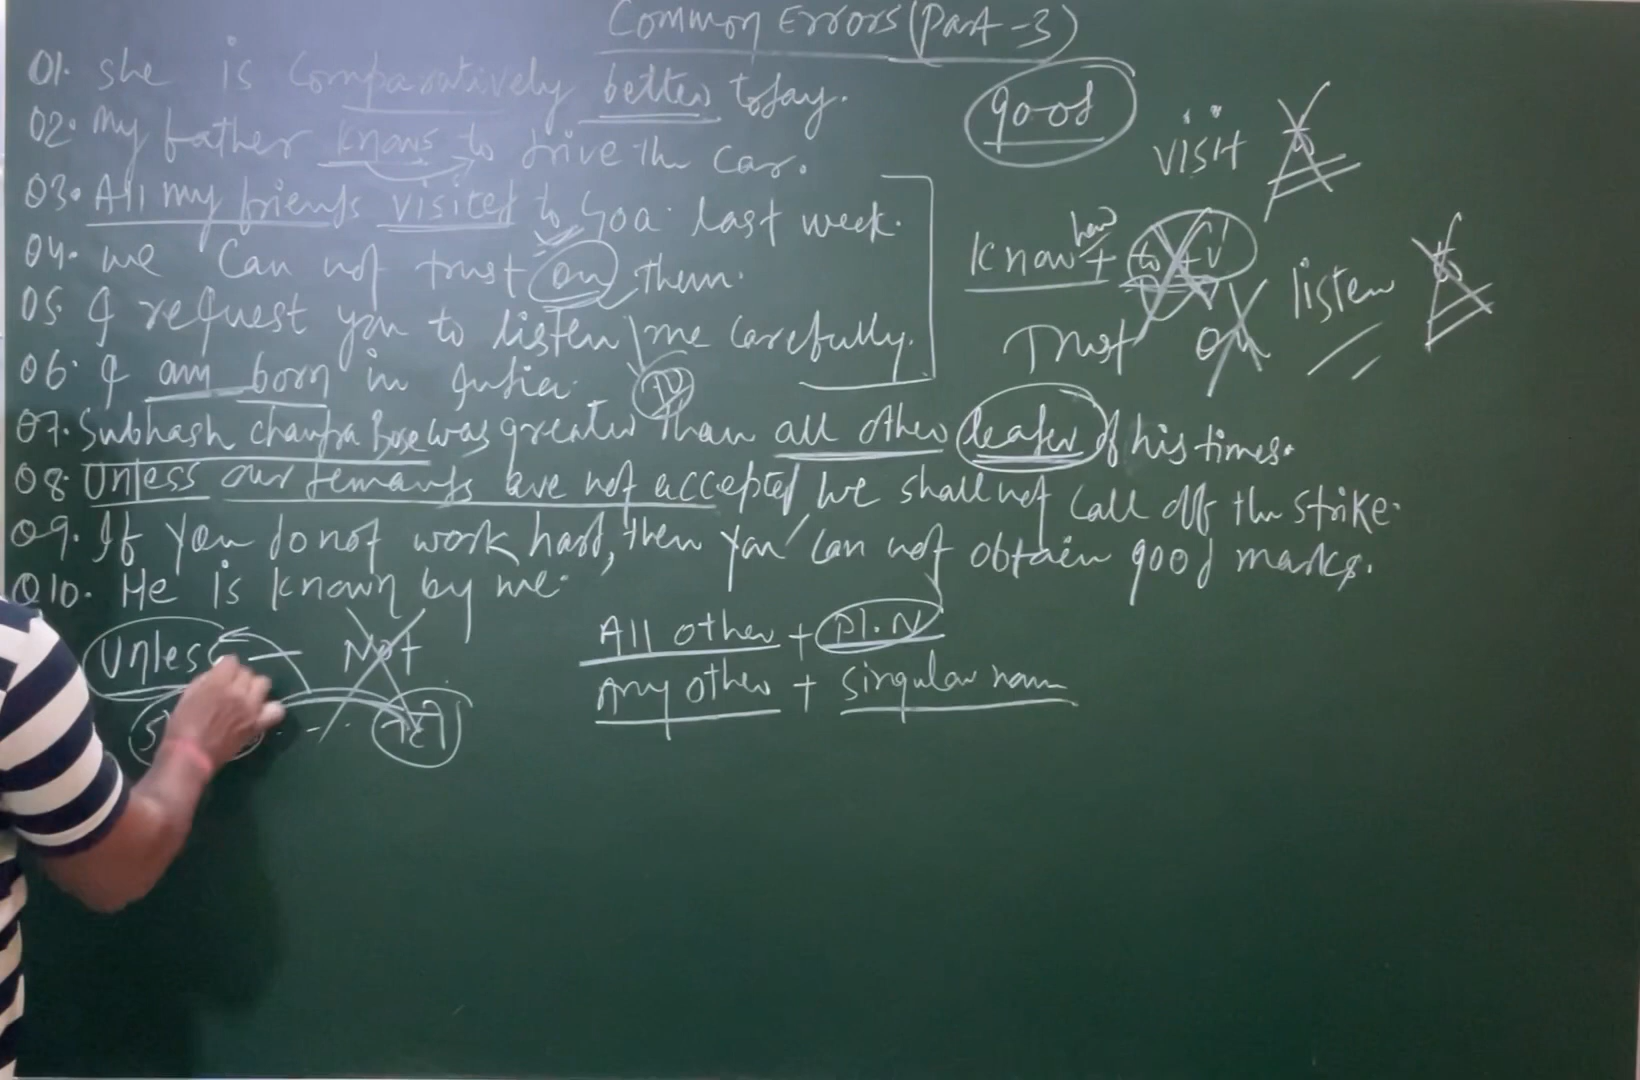 Common Errors (Part-3)
01. She is comparatively better today.
02. My father knows to drive the car.
03. All my friends visited to Goa last week.
04. We can not trust on them.
05. I request you to listen me carefully.
06. I am born in India.
07. Subhash Chandra Bose was greater than all other leader of his times.
08. Unless our demands are not accepted, we shall not call off the strike.
09. If you do not work hard, then you can not obtain good marks.
Q10. He is known by me.
good
visit
to
know how + to + V1
listen
to
Trust on
Unless — Not
नहीं
All other + Pl. N
Any other + singular noun